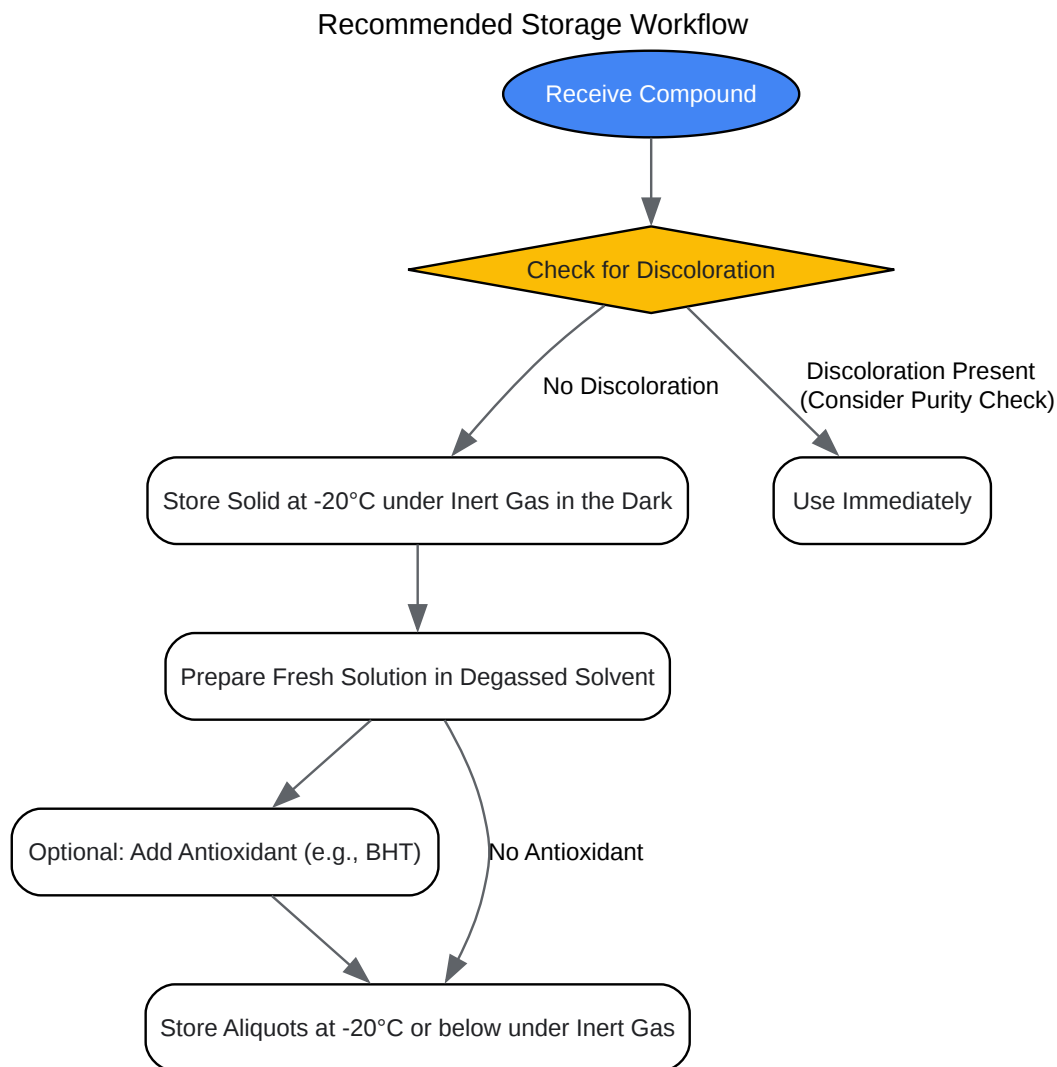 Recommended Storage Workflow
Receive Compound
Check for Discoloration
No Discoloration
Discoloration Present
(Consider Purity Check)
Store Solid at -20°C under Inert Gas in the Dark
Use Immediately
Prepare Fresh Solution in Degassed Solvent
Optional: Add Antioxidant (e.g., BHT)
No Antioxidant
Store Aliquots at -20°C or below under Inert Gas